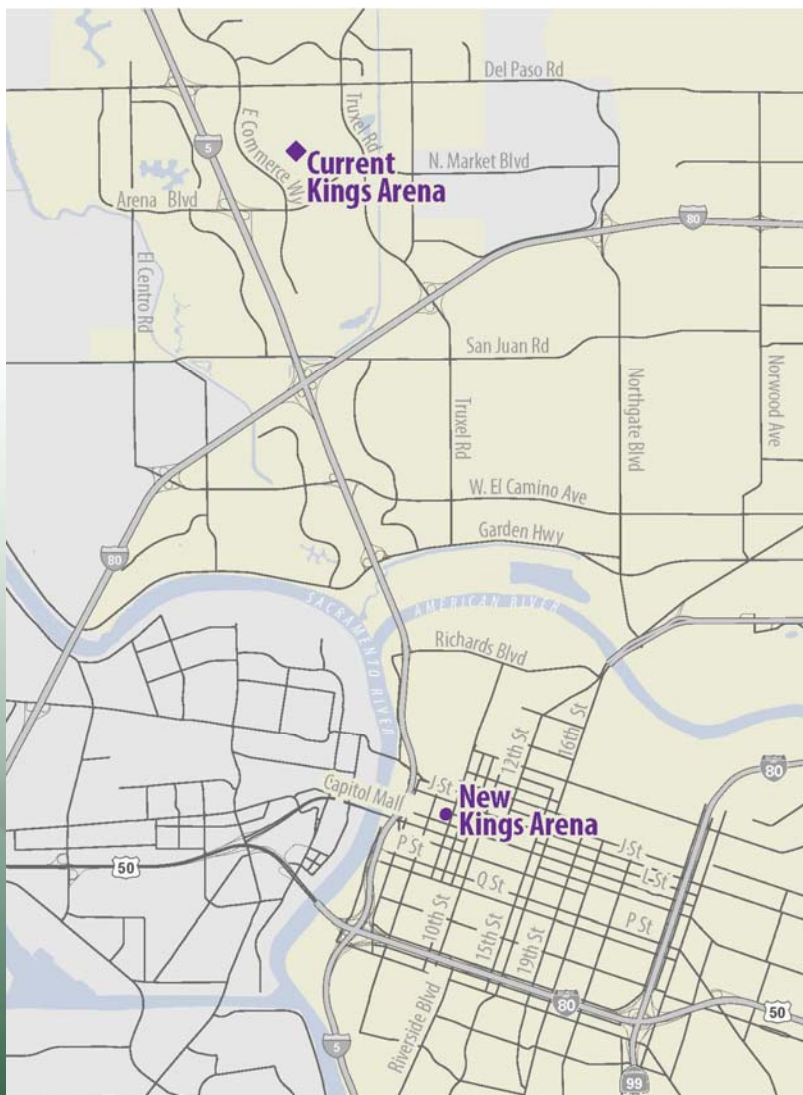 Del Paso Rd
5
E Commerce Wy
Truxel Rd
Current
Kings Arena
N. Market Blvd
Arena Blvd
80
El Centro Rd
San Juan Rd
Truxel Rd
Northgate Blvd
Norwood Ave
W. El Camino Ave
Garden Hwy
80
SACRAMENTO RIVER
AMERICAN RIVER
Richards Blvd
12th St
16th St
80
J St
Capitol Mall
New
Kings Arena
P St
J St
L St
50
Q St
P St
10th St
15th St
19th St
80
50
Riverside Blvd
5
99